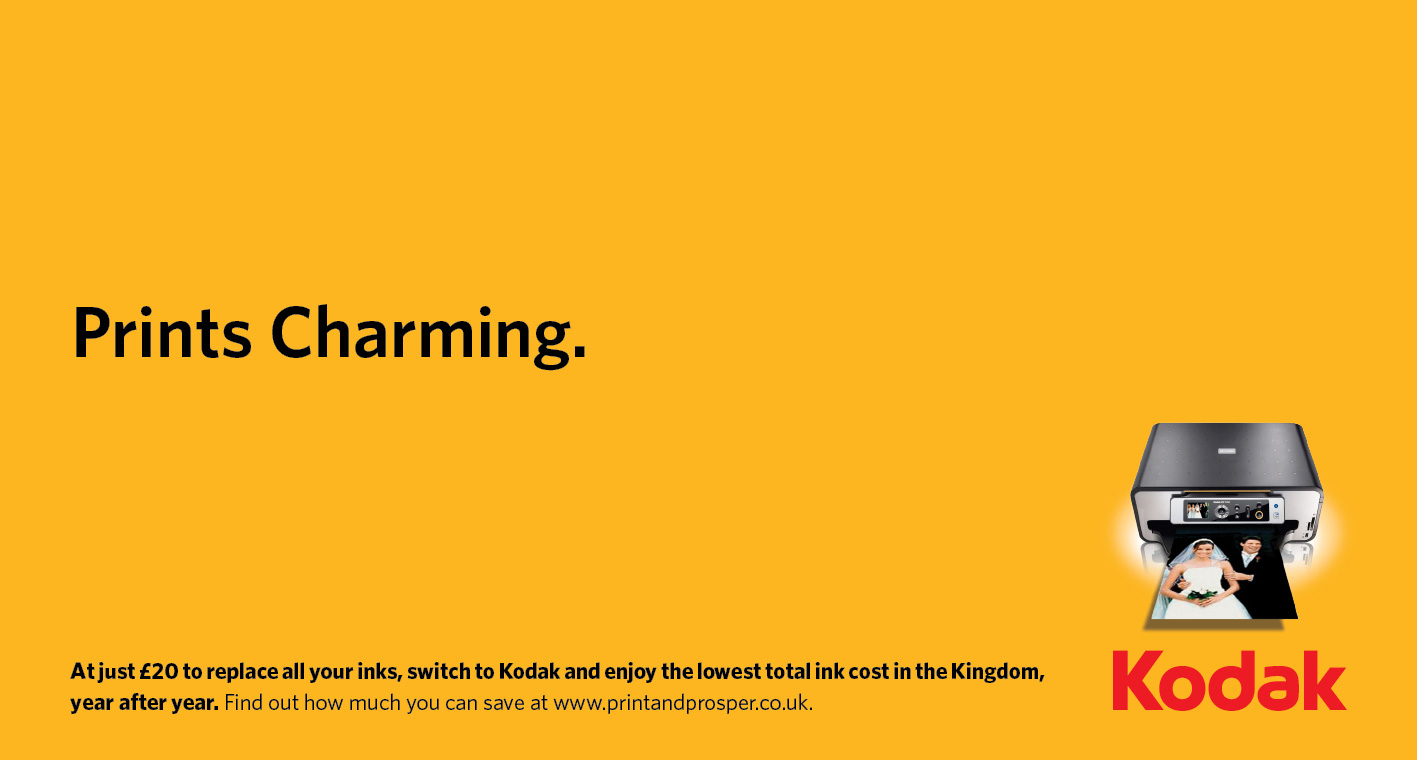 Prints Charming.
At just £20 to replace all your inks, switch to Kodak and enjoy the lowest total ink cost in the Kingdom,
year after year. Find out how much you can save at www.printandprosper.co.uk.
Kodak